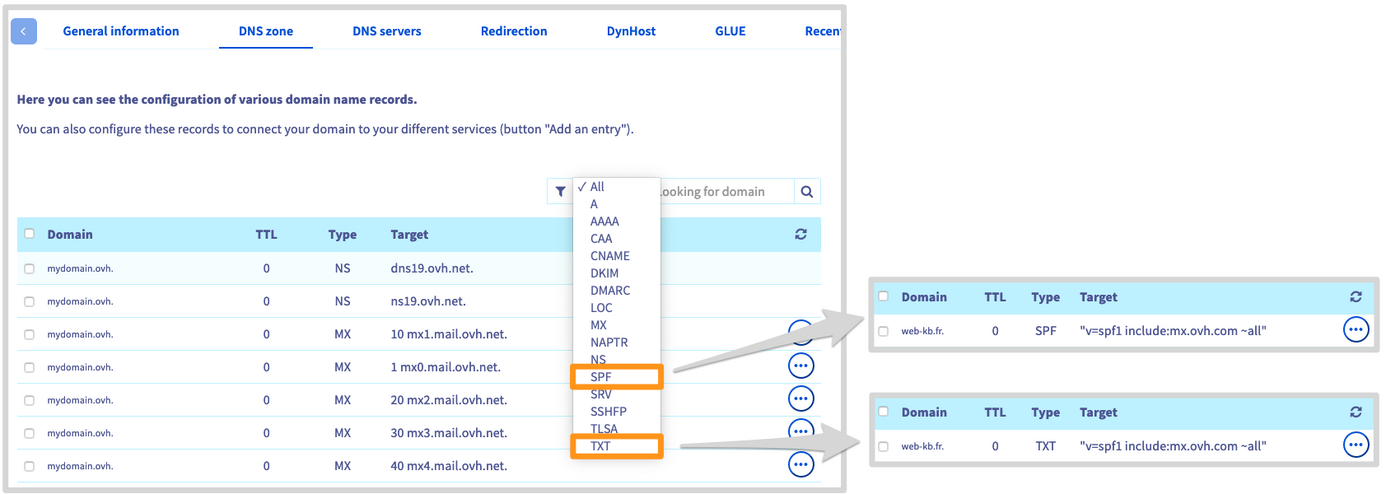 General information DNS zone DNS servers Redirection DynHost GLUE Recen
Here you can see the configuration of various domain name records.
You can also configure these records to connect your domain to your different services (button "Add an entry").
✓ All
A
AAAA
CAA
CNAME
DKIM
DMARC
LOC
MX
NAPTR
NS
SPF
SRV
SSHFP
TLSA
TXT
ooking for domain
Domain TTL Type Target
mydomain.ovh. 0 NS dns19.ovh.net.
mydomain.ovh. 0 NS ns19.ovh.net.
mydomain.ovh. 0 MX 10 mx1.mail.ovh.net.
mydomain.ovh. 0 MX 1 mx0.mail.ovh.net.
mydomain.ovh. 0 MX 20 mx2.mail.ovh.net.
mydomain.ovh. 0 MX 30 mx3.mail.ovh.net.
mydomain.ovh. 0 MX 40 mx4.mail.ovh.net.
Domain TTL Type Target
web-kb.fr. 0 SPF "v=spf1 include:mx.ovh.com ~all"
Domain TTL Type Target
web-kb.fr. 0 TXT "v=spf1 include:mx.ovh.com ~all"